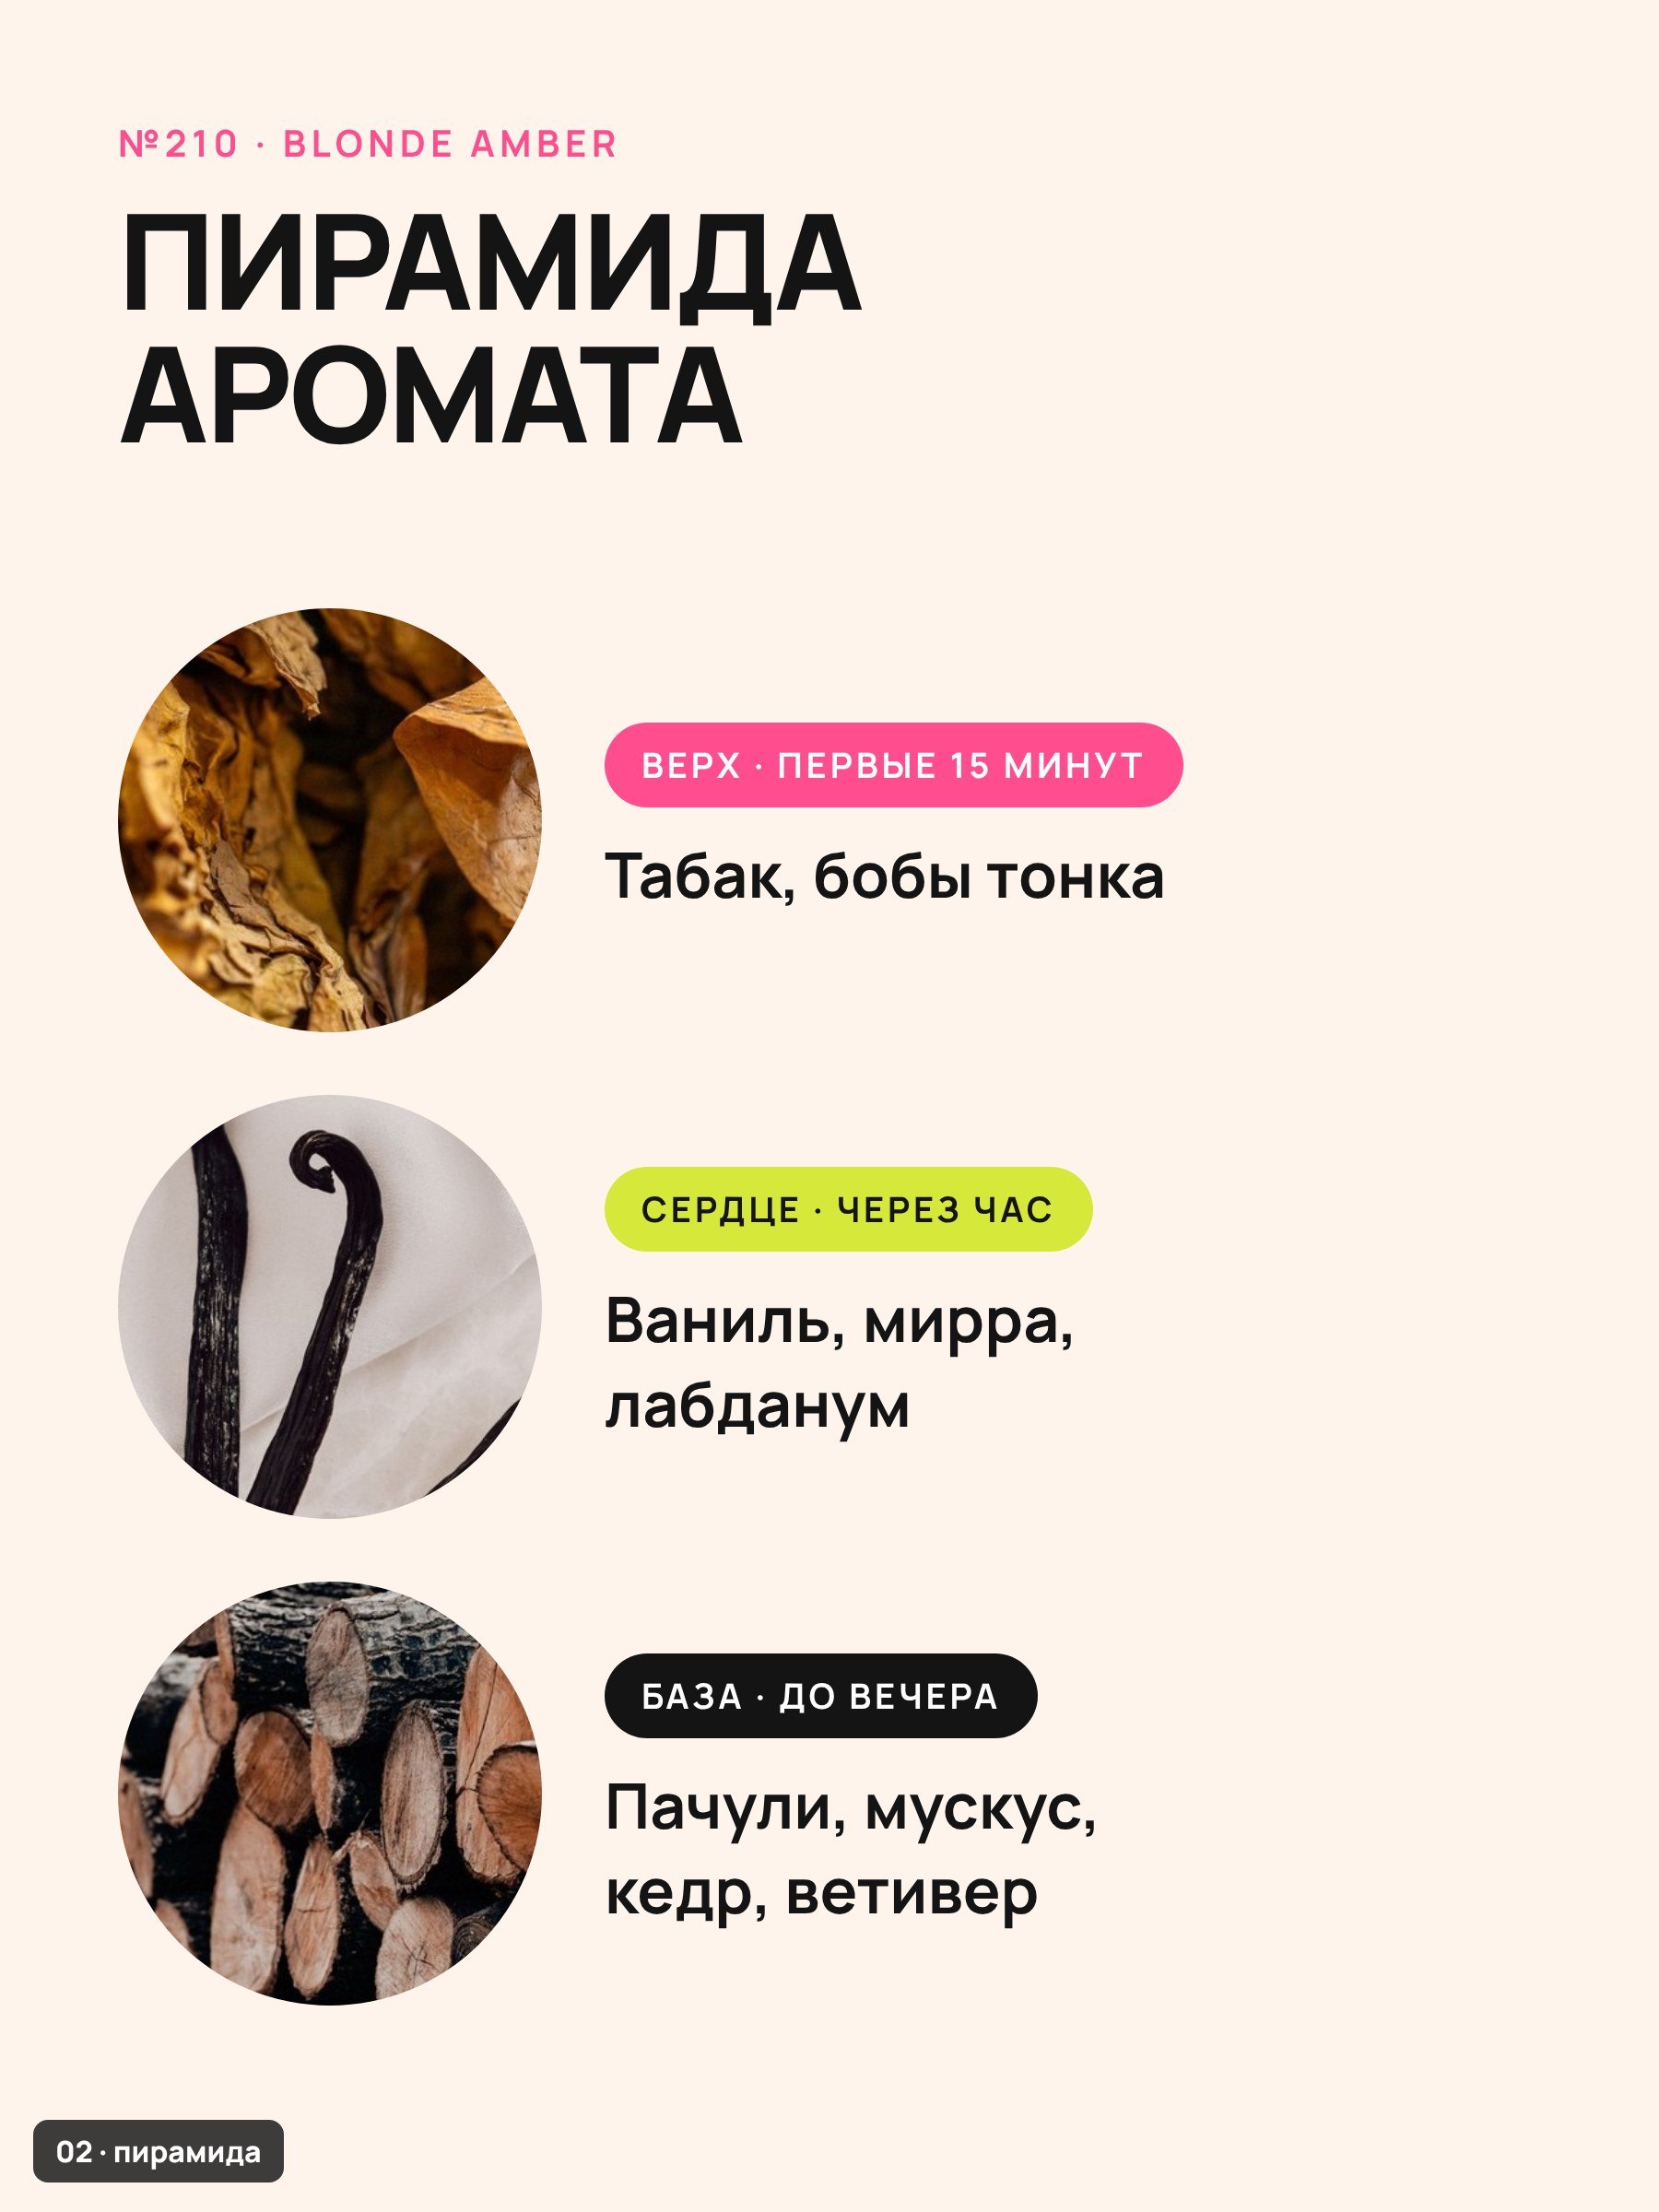 №210 · BLONDE AMBER
ПИРАМИДА
АРОМАТА
ВЕРХ · ПЕРВЫЕ 15 МИНУТ
Табак, бобы тонка
СЕРДЦЕ · ЧЕРЕЗ ЧАС
Ваниль, мирра,
лабданум
БАЗА · ДО ВЕЧЕРА
Пачули, мускус,
кедр, ветивер
02 · пирамида